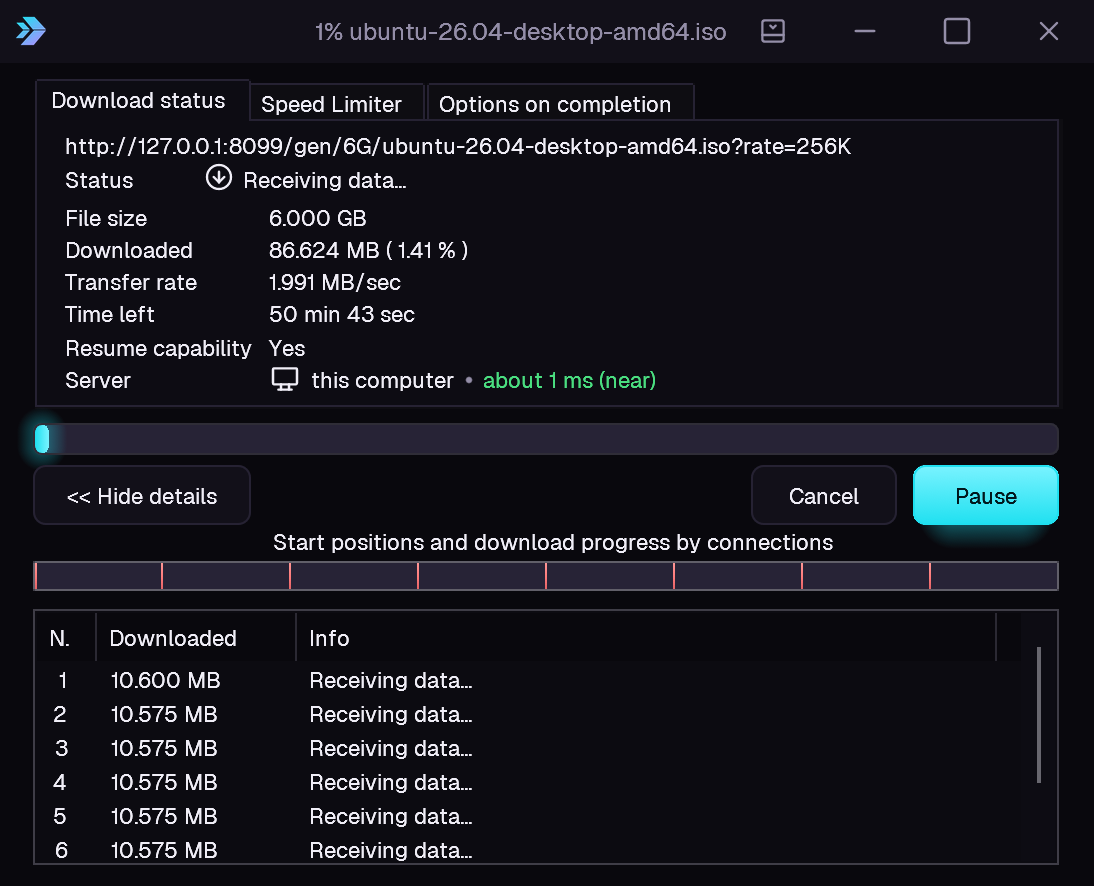 1% ubuntu-26.04-desktop-amd64.iso
Download status Speed Limiter Options on completion
http://127.0.0.1:8099/gen/6G/ubuntu-26.04-desktop-amd64.iso?rate=256K
Status Receiving data...
File size 6.000 GB
Downloaded 86.624 MB ( 1.41 % )
Transfer rate 1.991 MB/sec
Time left 50 min 43 sec
Resume capability Yes
Server this computer • about 1 ms (near)
<< Hide details Cancel Pause
Start positions and download progress by connections
N. Downloaded Info
1 10.600 MB Receiving data...
2 10.575 MB Receiving data...
3 10.575 MB Receiving data...
4 10.575 MB Receiving data...
5 10.575 MB Receiving data...
6 10.575 MB Receiving data...